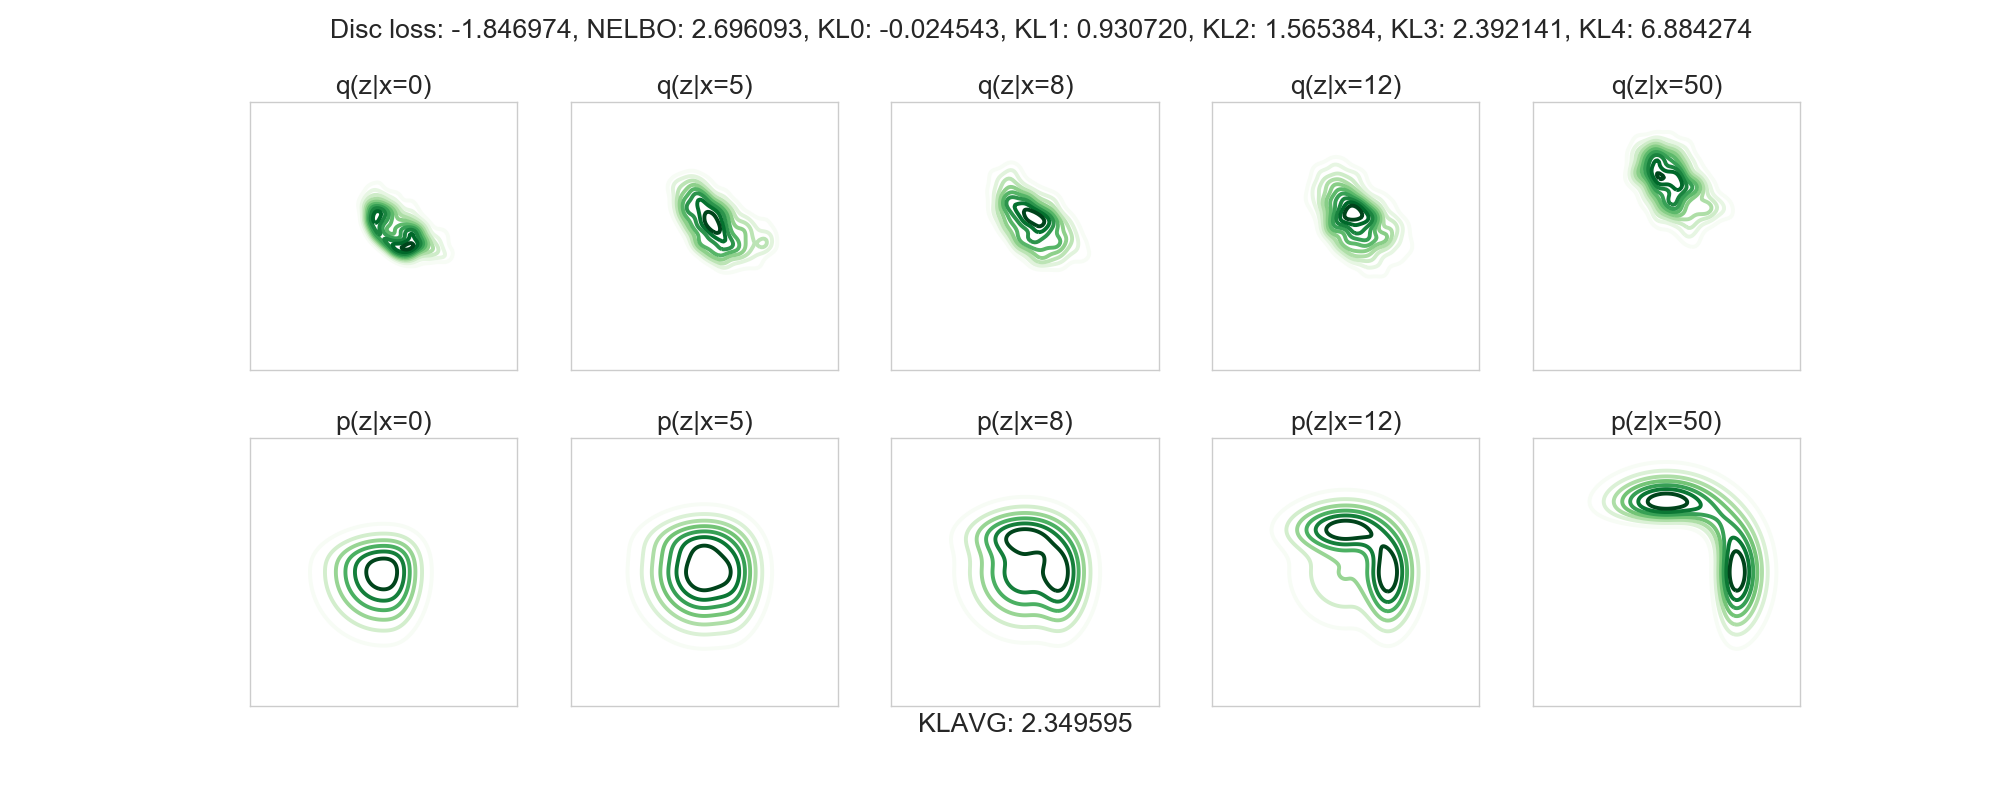 Disc loss: -1.846974, NELBO: 2.696093, KL0: -0.024543, KL1: 0.930720, KL2: 1.565384, KL3: 2.392141, KL4: 6.884274
q(z|x=0)
q(z|x=5)
q(z|x=8)
q(z|x=12)
q(z|x=50)
p(z|x=0)
p(z|x=5)
p(z|x=8)
p(z|x=12)
p(z|x=50)
KLAVG: 2.349595